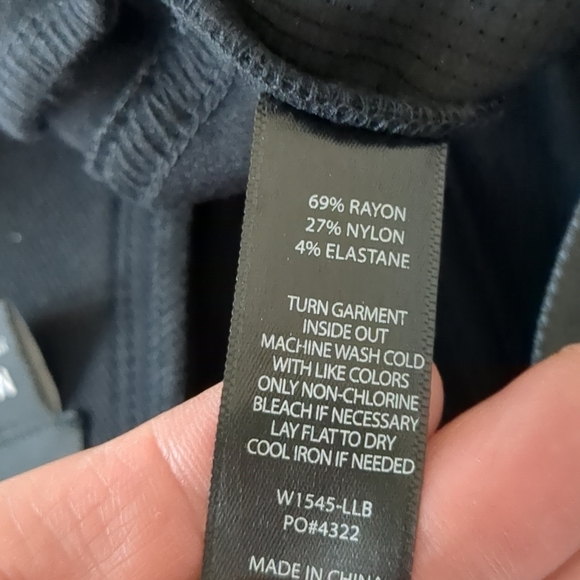 69% RAYON
27% NYLON
4% ELASTANE
TURN GARMENT
INSIDE OUT
MACHINE WASH COLD
WITH LIKE COLORS
ONLY NON-CHLORINE
BLEACH IF NECESSARY
LAY FLAT TO DRY
COOL IRON IF NEEDED
W1545-LLB
PO#4322
MADE IN CHINA